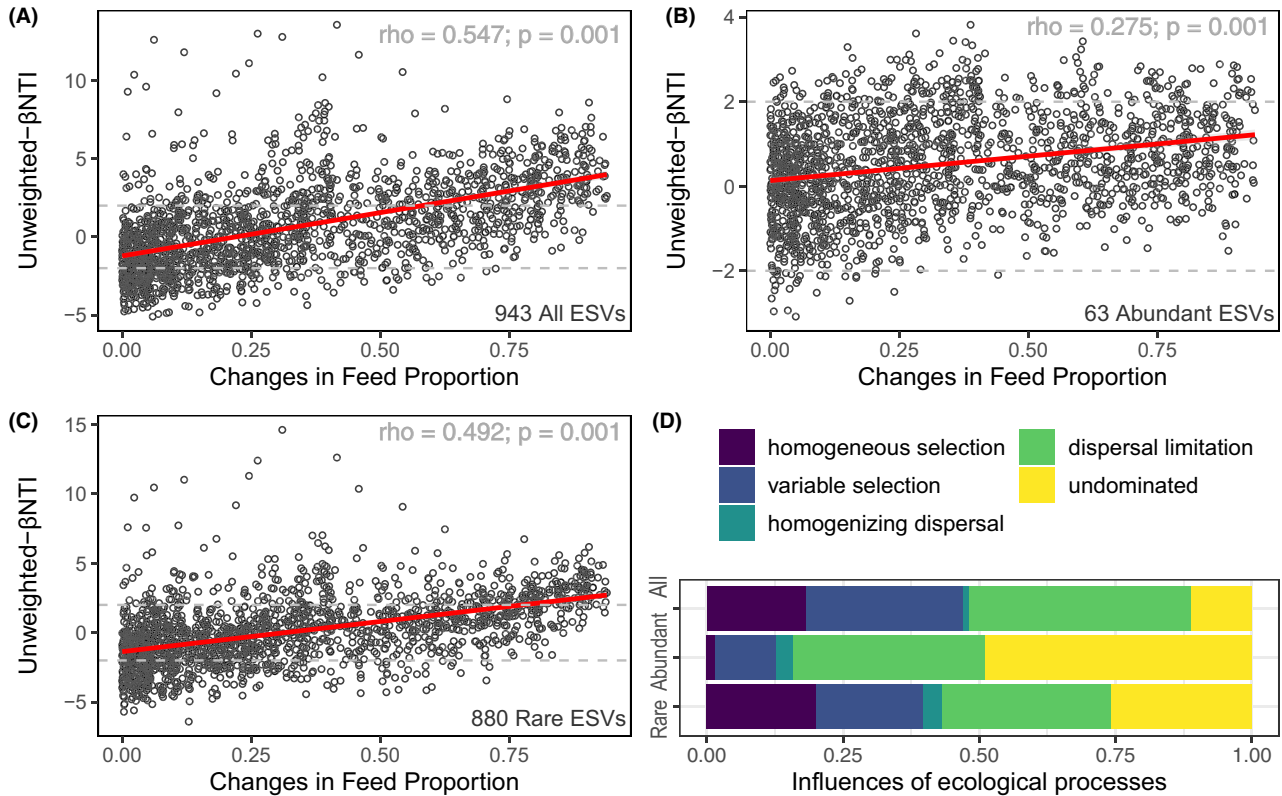 (A)
rho = 0.547; p = 0.001
Unweighted−βNTI
10
5
0
−5
943 All ESVs
0.00 0.25 0.50 0.75
Changes in Feed Proportion
(B)
rho = 0.275; p = 0.001
Unweighted−βNTI
4
2
0
−2
63 Abundant ESVs
0.00 0.25 0.50 0.75
Changes in Feed Proportion
(C)
rho = 0.492; p = 0.001
Unweighted−βNTI
15
10
5
0
−5
880 Rare ESVs
0.00 0.25 0.50 0.75
Changes in Feed Proportion
(D)
homogeneous selection
variable selection
homogenizing dispersal
dispersal limitation
undominated
All
Abundant
Rare
0.00 0.25 0.50 0.75 1.00
Influences of ecological processes